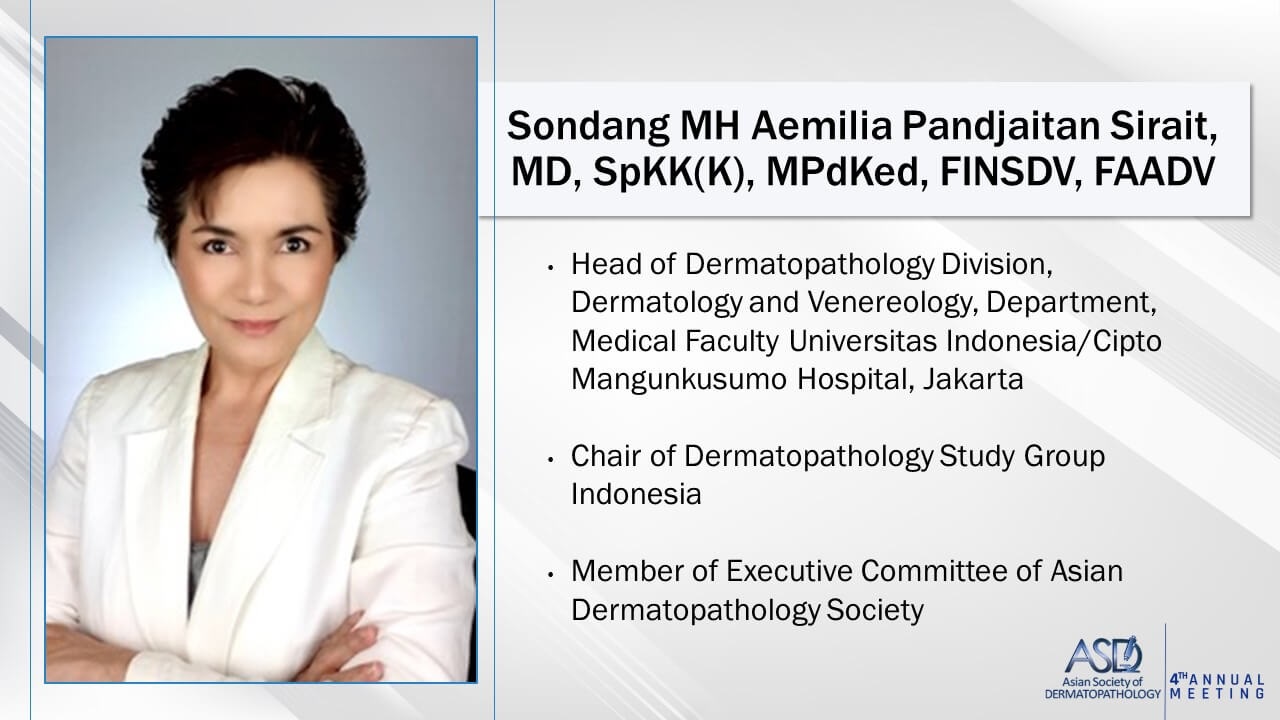 Sondang MH Aemilia Pandjaitan Sirait,
MD, SpKK(K), MPdKed, FINSDV, FAADV
• Head of Dermatopathology Division,
Dermatology and Venereology, Department,
Medical Faculty Universitas Indonesia/Cipto
Mangunkusumo Hospital, Jakarta
• Chair of Dermatopathology Study Group
Indonesia
• Member of Executive Committee of Asian
Dermatopathology Society
ASD
Asian Society of
DERMATOPATHOLOGY
4TH ANNUAL
MEETING